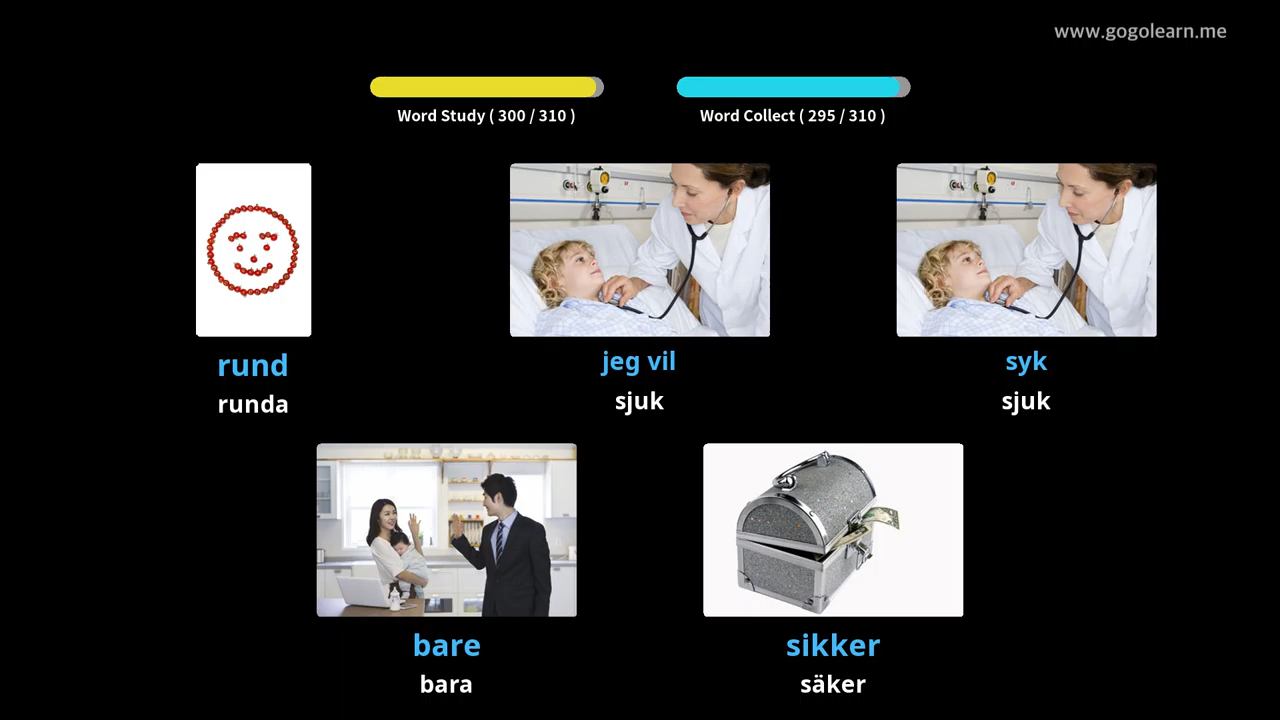 www.gogolearn.me
Word Study ( 300 / 310 )
Word Collect ( 295 / 310 )
rund
runda
jeg vil
sjuk
syk
sjuk
bare
bara
sikker
säker